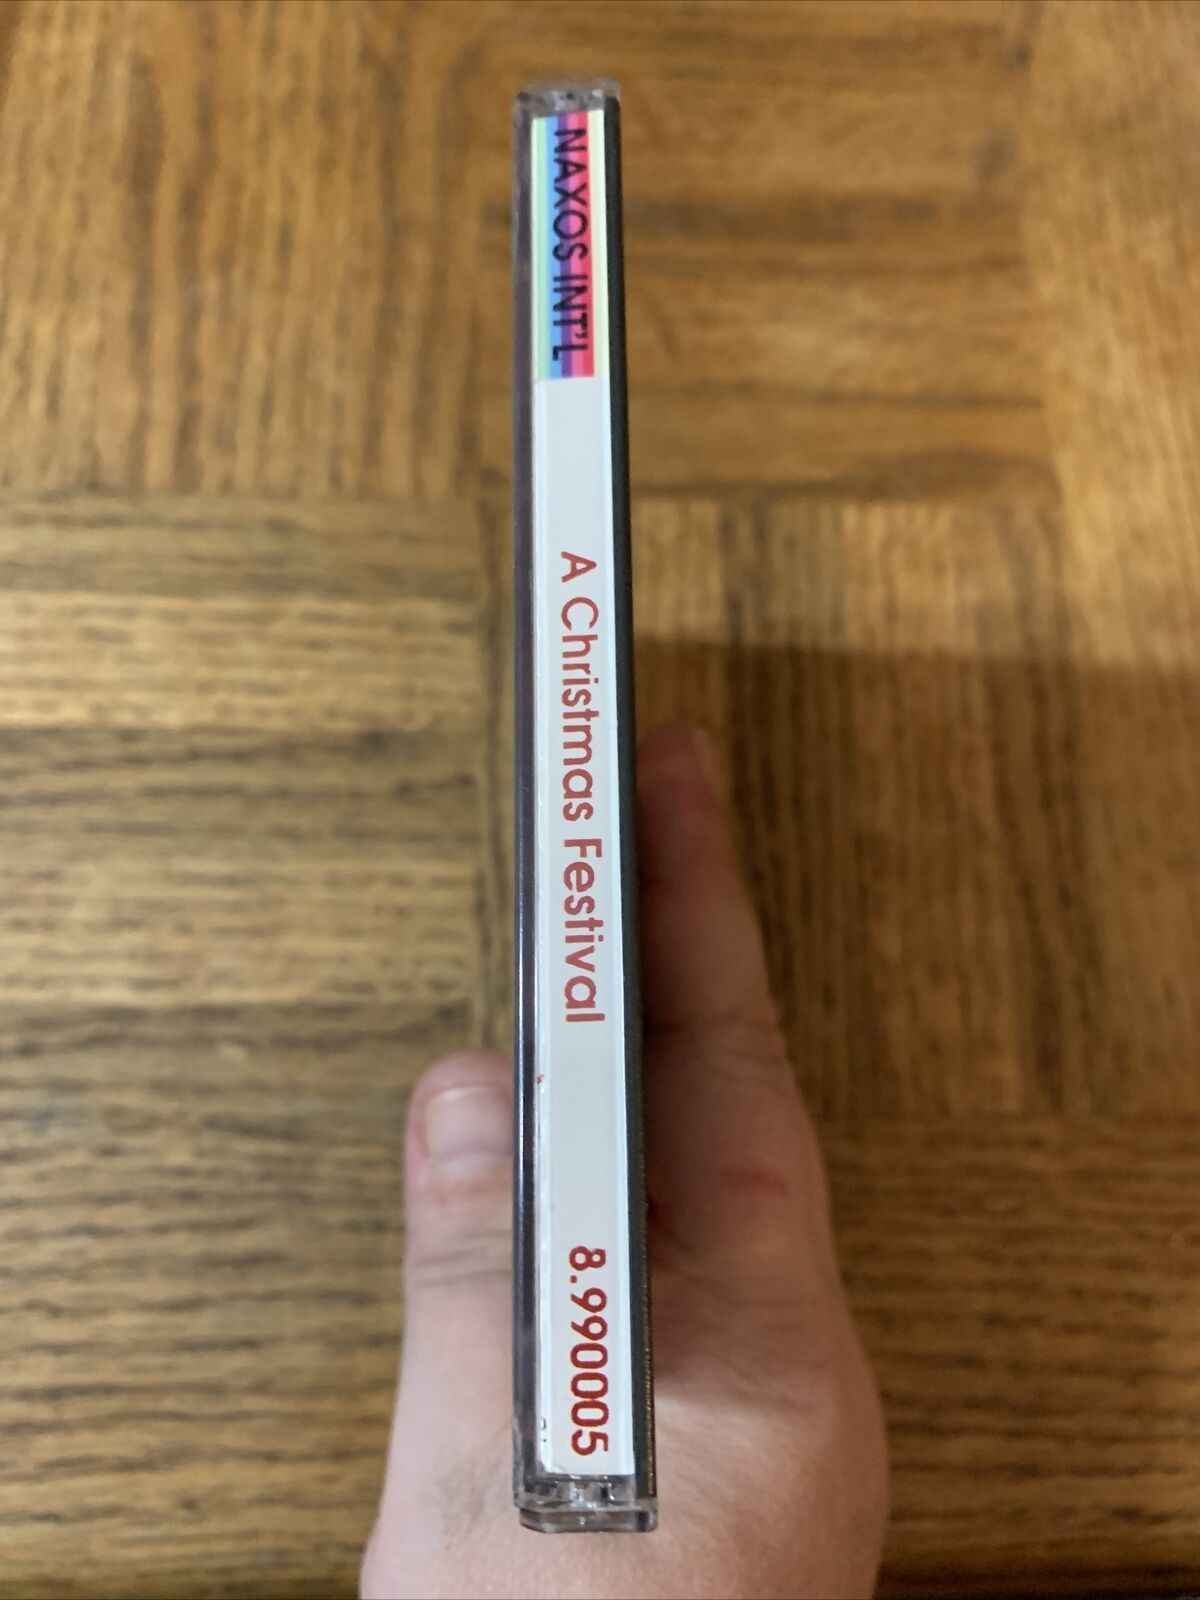 NAXOS INT'L
A Christmas Festival
8.990005